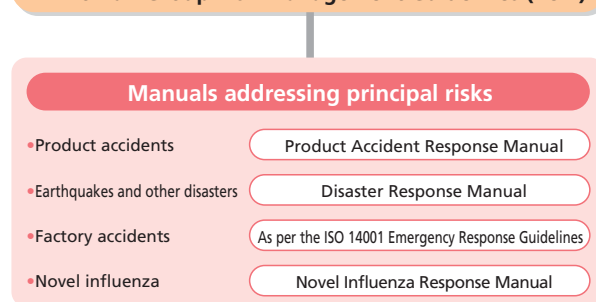 Manuals addressing principal risks
•Product accidents Product Accident Response Manual
•Earthquakes and other disasters Disaster Response Manual
•Factory accidents As per the ISO 14001 Emergency Response Guidelines
•Novel influenza Novel Influenza Response Manual